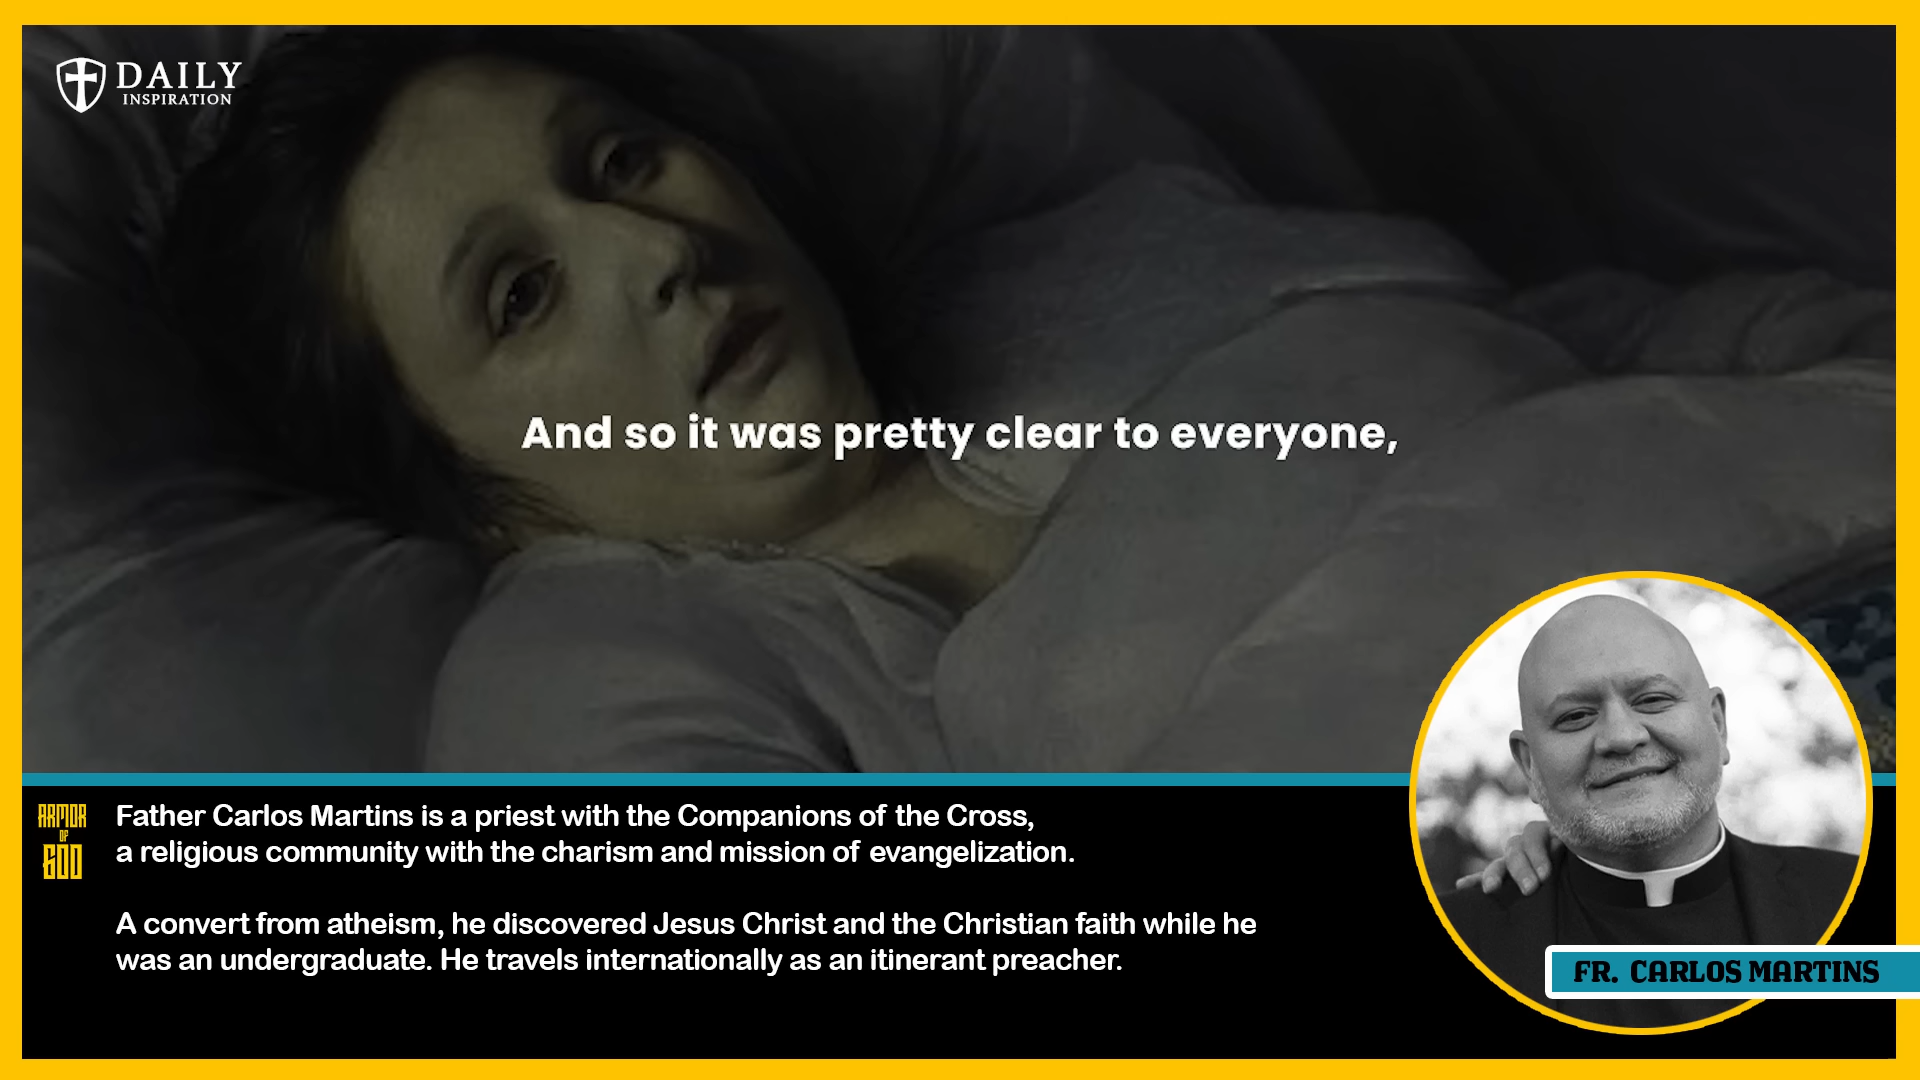 DAILY
INSPIRATION
And so it was pretty clear to everyone,
ARMOR
OF
GOD
Father Carlos Martins is a priest with the Companions of the Cross,
a religious community with the charism and mission of evangelization.
A convert from atheism, he discovered Jesus Christ and the Christian faith while he
was an undergraduate. He travels internationally as an itinerant preacher.
FR. CARLOS MARTINS